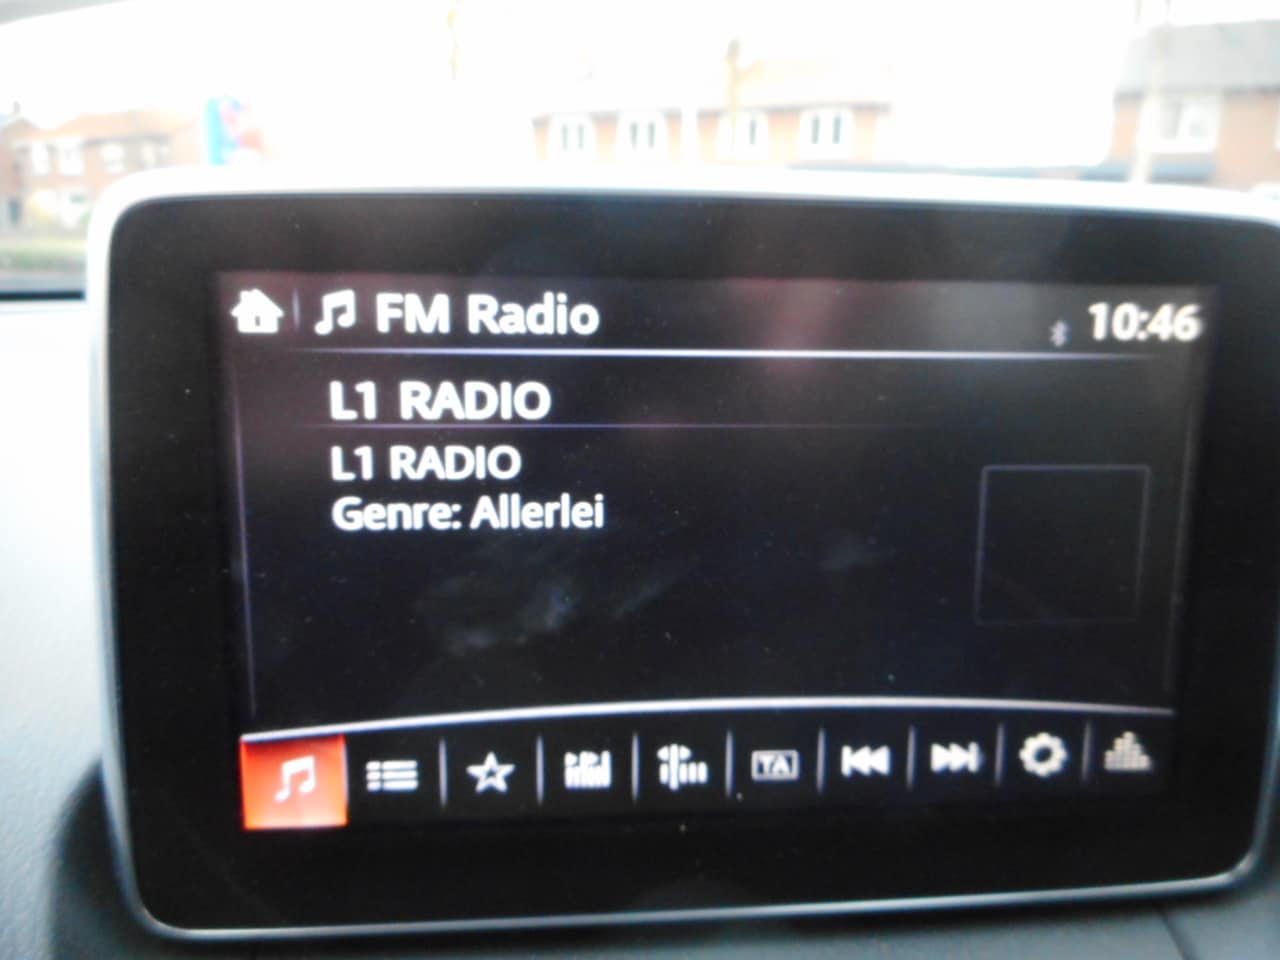 FM Radio
10:46
L1 RADIO
L1 RADIO
Genre: Allerlei
TA